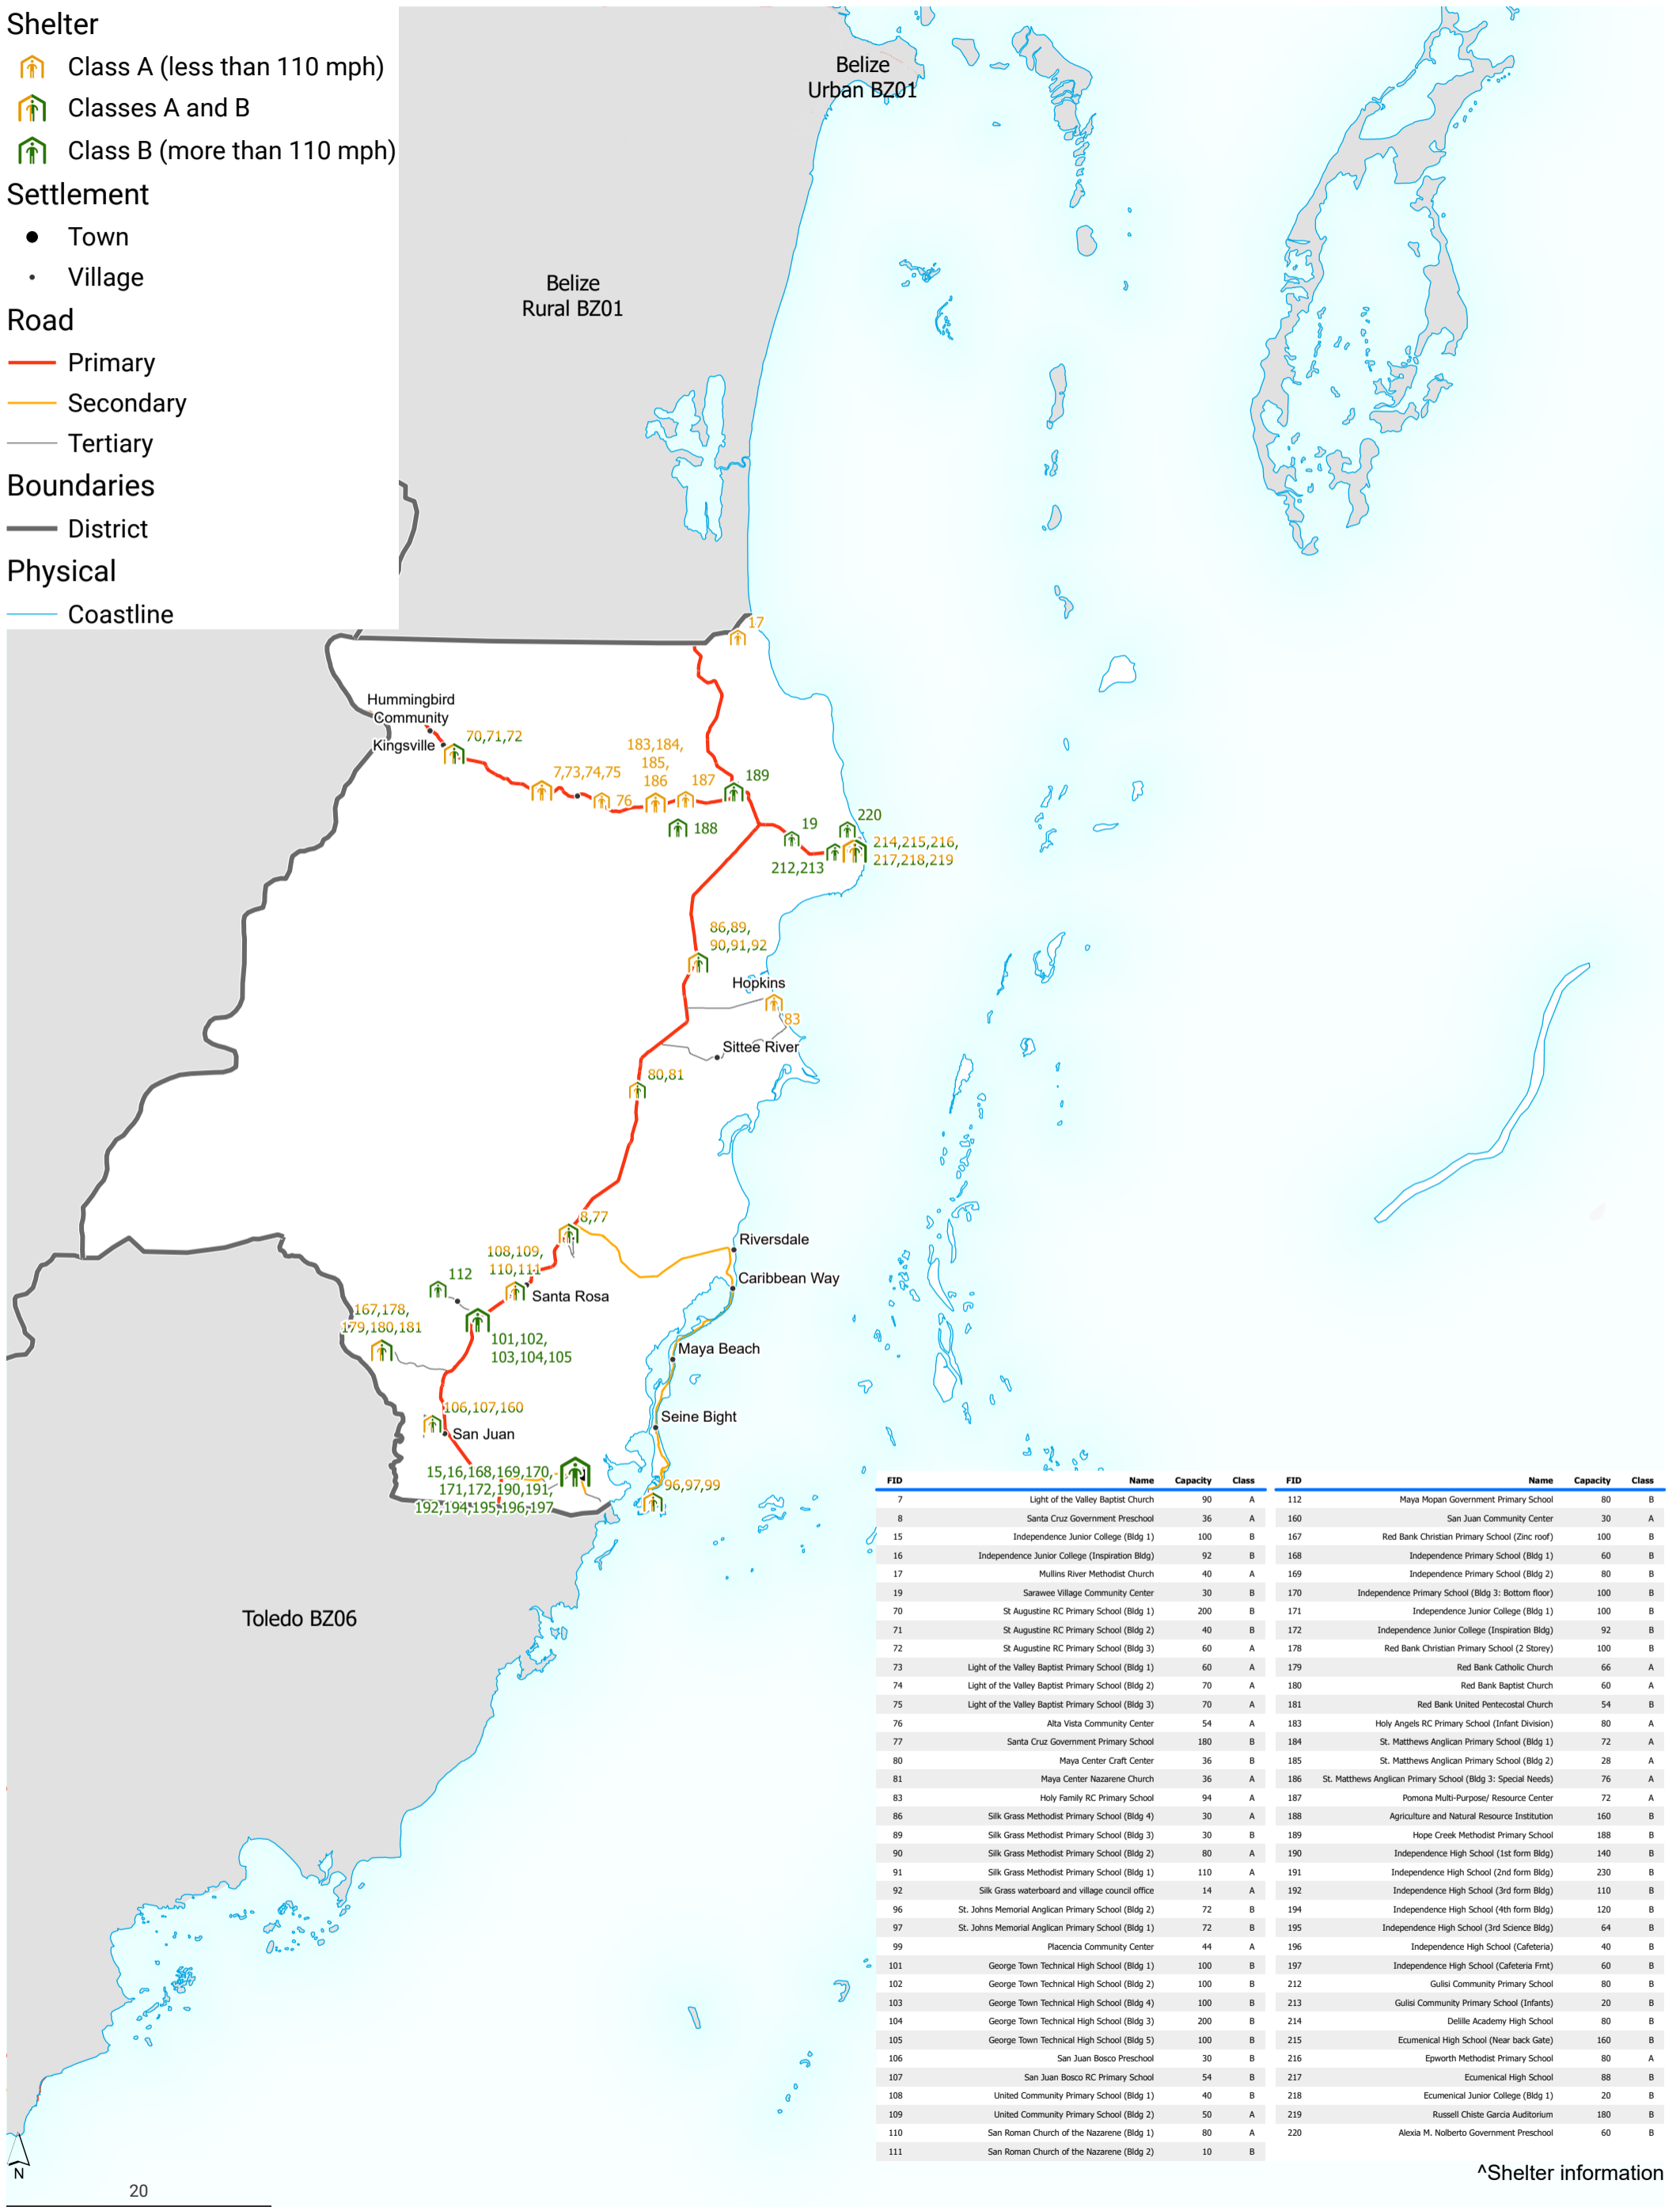 Shelter
Class A (less than 110 mph)
Classes A and B
Class B (more than 110 mph)
Settlement
Town
Village
Road
Primary
Secondary
Tertiary
Boundaries
District
Physical
Coastline
Belize
Urban BZ01
Belize
Rural BZ01
17
Hummingbird
Community
Kingsville
70,71,72
7,73,74,75
76
183,184,
185,
186
187
189
188
19
220
212,213
214,215,216,
217,218,219
86,89,
90,91,92
Hopkins
83
Sittee River
80,81
8,77
Riversdale
Caribbean Way
108,109,
110,111
Santa Rosa
112
167,178,
179,180,181
101,102,
103,104,105
Maya Beach
106,107,160
San Juan
Seine Bight
15,16,168,169,170,
171,172,190,191,
192,194,195,196,197
96,97,99
Toledo BZ06
FID Name Capacity Class FID Name Capacity Class
7 Light of the Valley Baptist Church 90 A 112 Maya Mopan Government Primary School 80 B
8 Santa Cruz Government Preschool 36 A 160 San Juan Community Center 30 A
15 Independence Junior College (Bldg 1) 100 B 167 Red Bank Christian Primary School (Zinc roof) 100 B
16 Independence Junior College (Inspiration Bldg) 92 B 168 Independence Primary School (Bldg 1) 60 B
17 Mullins River Methodist Church 40 A 169 Independence Primary School (Bldg 2) 80 B
19 Sarawee Village Community Center 30 B 170 Independence Primary School (Bldg 3: Bottom floor) 100 B
70 St Augustine RC Primary School (Bldg 1) 200 B 171 Independence Junior College (Bldg 1) 100 B
71 St Augustine RC Primary School (Bldg 2) 40 B 172 Independence Junior College (Inspiration Bldg) 92 B
72 St Augustine RC Primary School (Bldg 3) 60 A 178 Red Bank Christian Primary School (2 Storey) 100 B
73 Light of the Valley Baptist Primary School (Bldg 1) 60 A 179 Red Bank Catholic Church 66 A
74 Light of the Valley Baptist Primary School (Bldg 2) 70 A 180 Red Bank Baptist Church 60 A
75 Light of the Valley Baptist Primary School (Bldg 3) 70 A 181 Red Bank United Pentecostal Church 54 B
76 Alta Vista Community Center 54 A 183 Holy Angels RC Primary School (Infant Division) 80 A
77 Santa Cruz Government Primary School 180 B 184 St. Matthews Anglican Primary School (Bldg 1) 72 A
80 Maya Center Craft Center 36 B 185 St. Matthews Anglican Primary School (Bldg 2) 28 A
81 Maya Center Nazarene Church 36 A 186 St. Matthews Anglican Primary School (Bldg 3: Special Needs) 76 A
83 Holy Family RC Primary School 94 A 187 Pomona Multi-Purpose/ Resource Center 72 A
86 Silk Grass Methodist Primary School (Bldg 4) 30 A 188 Agriculture and Natural Resource Institution 160 B
89 Silk Grass Methodist Primary School (Bldg 3) 30 B 189 Hope Creek Methodist Primary School 188 B
90 Silk Grass Methodist Primary School (Bldg 2) 80 A 190 Independence High School (1st form Bldg) 140 B
91 Silk Grass Methodist Primary School (Bldg 1) 110 A 191 Independence High School (2nd form Bldg) 230 B
92 Silk Grass waterboard and village council office 14 A 192 Independence High School (3rd form Bldg) 110 B
96 St. Johns Memorial Anglican Primary School (Bldg 2) 72 B 194 Independence High School (4th form Bldg) 120 B
97 St. Johns Memorial Anglican Primary School (Bldg 1) 72 B 195 Independence High School (3rd Science Bldg) 64 B
99 Placencia Community Center 44 A 196 Independence High School (Cafeteria) 40 B
101 George Town Technical High School (Bldg 1) 100 B 197 Independence High School (Cafeteria Frnt) 60 B
102 George Town Technical High School (Bldg 2) 100 B 212 Gulisi Community Primary School 80 B
103 George Town Technical High School (Bldg 4) 100 B 213 Gulisi Community Primary School (Infants) 20 B
104 George Town Technical High School (Bldg 3) 200 B 214 Delille Academy High School 80 B
105 George Town Technical High School (Bldg 5) 100 B 215 Ecumenical High School (Near back Gate) 160 B
106 San Juan Bosco Preschool 30 B 216 Epworth Methodist Primary School 80 A
107 San Juan Bosco RC Primary School 54 B 217 Ecumenical High School 88 B
108 United Community Primary School (Bldg 1) 40 B 218 Ecumenical Junior College (Bldg 1) 20 B
109 United Community Primary School (Bldg 2) 50 A 219 Russell Chiste Garcia Auditorium 180 B
110 San Roman Church of the Nazarene (Bldg 1) 80 A 220 Alexia M. Nolberto Government Preschool 60 B
111 San Roman Church of the Nazarene (Bldg 2) 10 B
^Shelter information
N
20